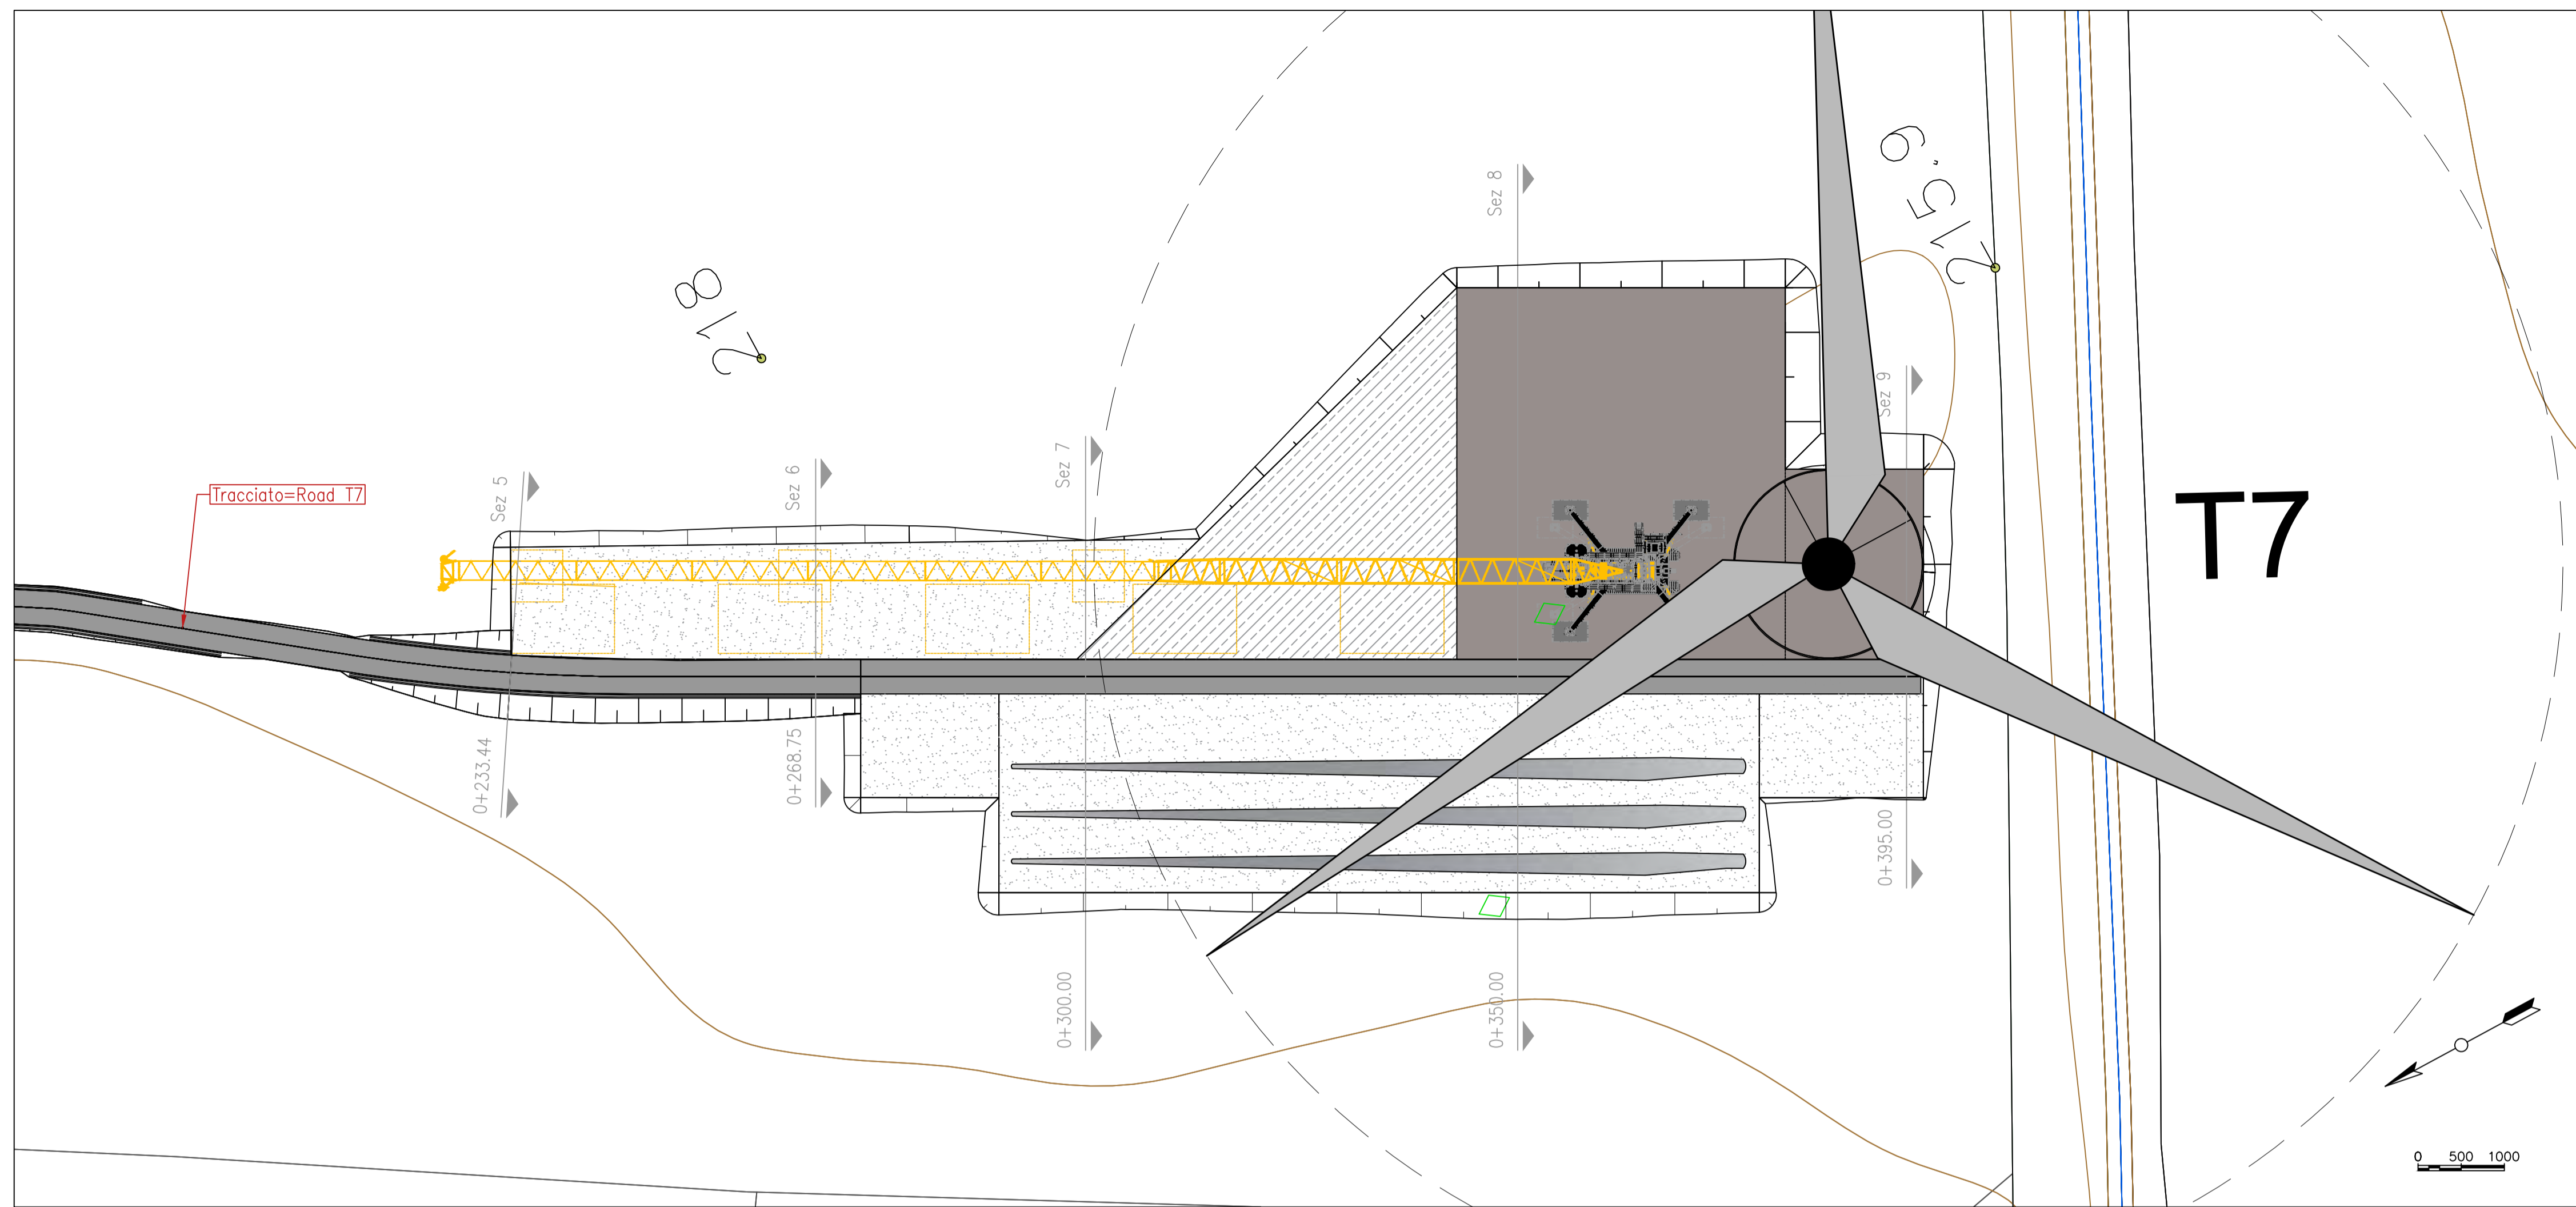 215.9
Sez 8
218
Sez 9
Sez 7
Sez 6
Sez 5
Tracciato=Road T7
T7
0+233.44
0+268.75
0+395.00
0+300.00
0+350.00
0 500 1000